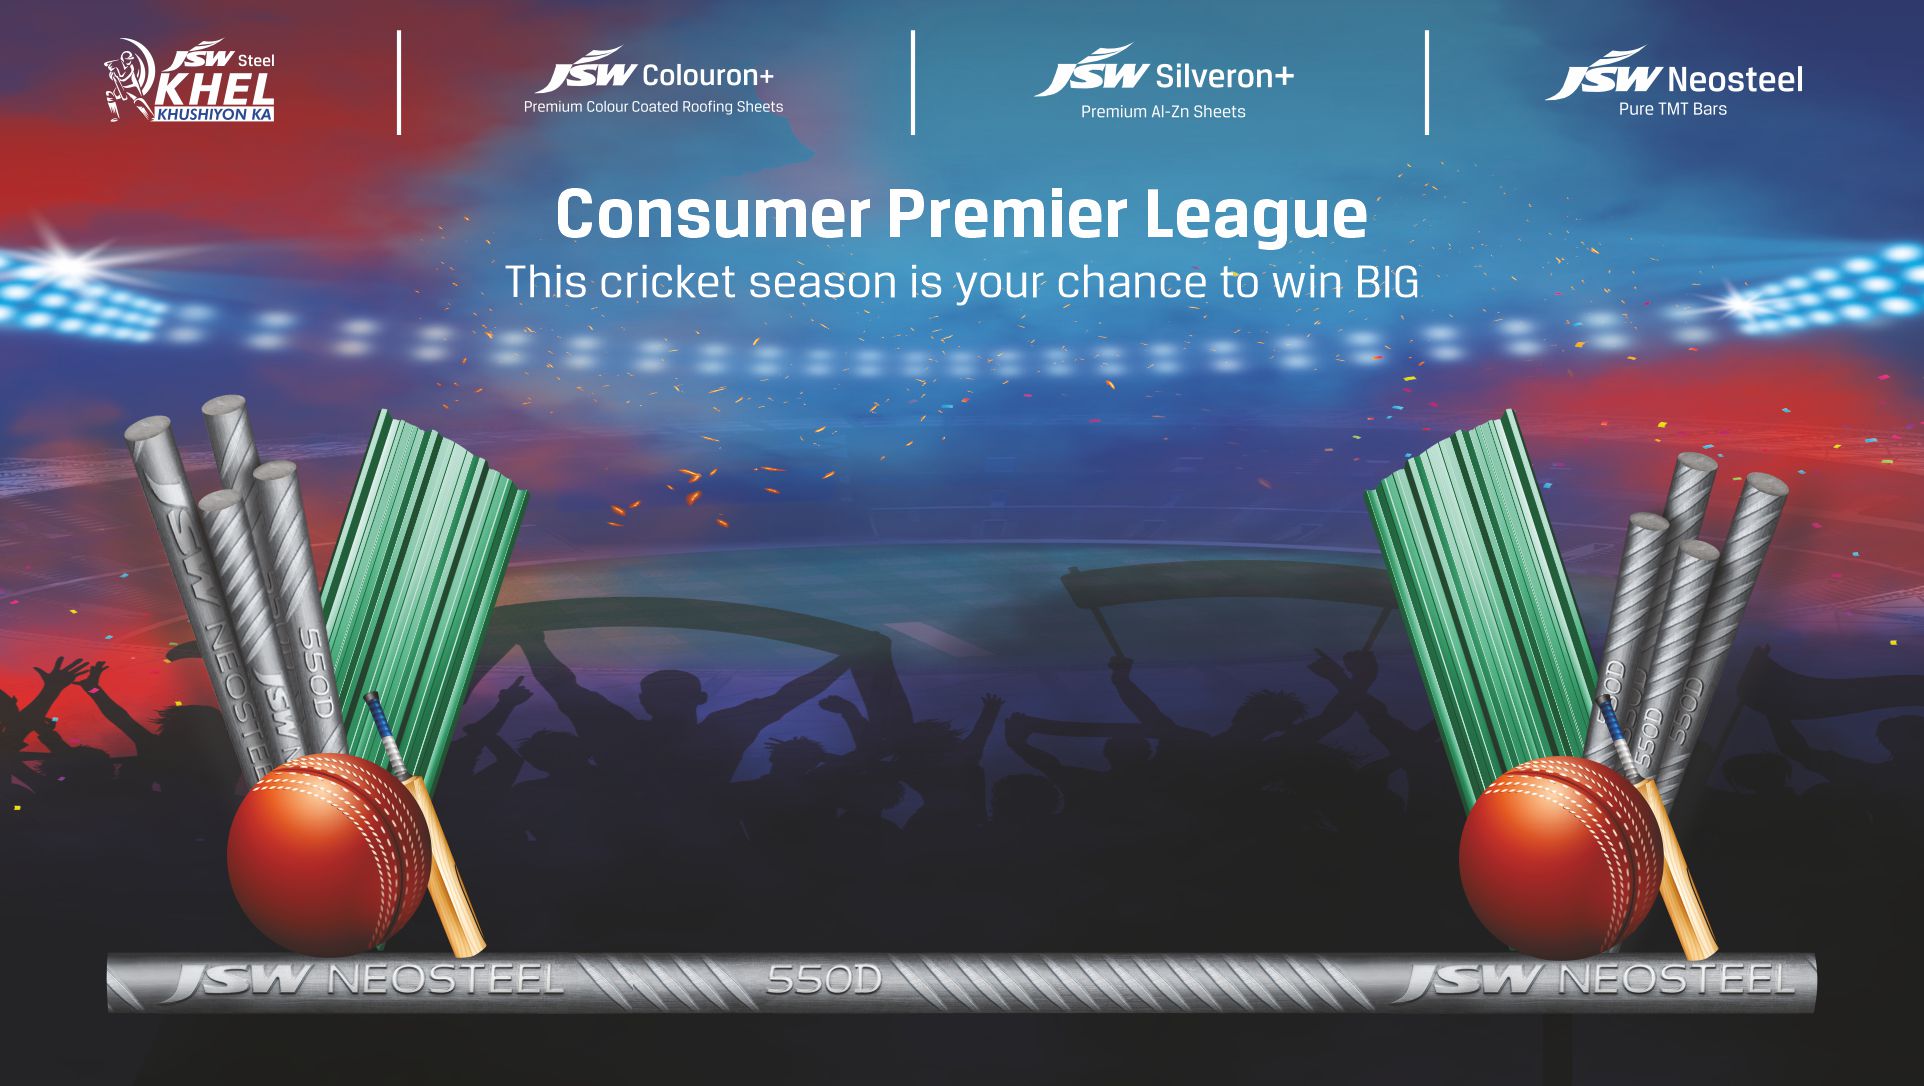 JSW Steel
KHEL
KHUSHIYON KA
JSW Colouron+
Premium Colour Coated Roofing Sheets
JSW Silveron+
Premium Al-Zn Sheets
JSW Neosteel
Pure TMT Bars
Consumer Premier League
This cricket season is your chance to win BIG
JSW NEOSTEE
JSW N
550D
550D
550D
550D
JSW NEOSTEEL 550D JSW NEOSTEEL